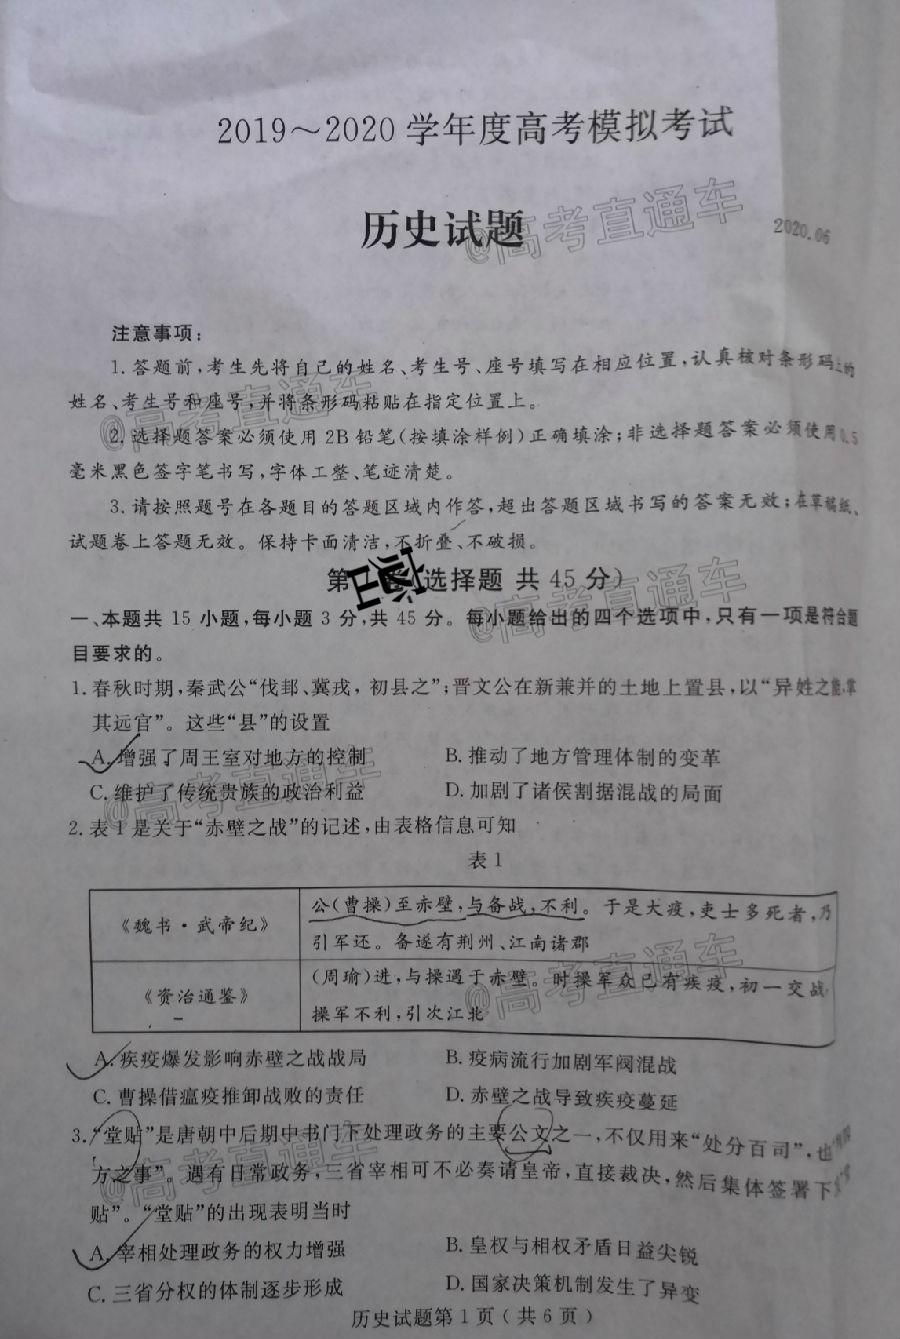 2019～2020学年度高考模拟考试
历史试题
@高考直通车
2020.06
注意事项：
1.答题前,考生先将自己的姓名、考生号、座号填写在相应位置,认真核对条形码上的
姓名、考生号和座号,并将条形码粘贴在指定位置上。
@高考直通车
2.选择题答案必须使用2B铅笔(按填涂样例)正确填涂;非选择题答案必须使用0.5
毫米黑色签字笔书写,字体工整、笔迹清楚。
3.请按照题号在各题目的答题区域内作答,超出答题区域书写的答案无效;在草稿纸、
试题卷上答题无效。保持卡面清洁,不折叠、不破损。
第 卷(选择题 共45分)
@高考直通车
一、本题共15小题,每小题3分,共45分。每小题给出的四个选项中,只有一项是符合题
目要求的。
1.春秋时期,秦武公“伐邽、冀戎,初县之”;晋文公在新兼并的土地上置县,以“异姓之能,掌
其远官”。这些“县”的设置
A.增强了周王室对地方的控制 B.推动了地方管理体制的变革
C.维护了传统贵族的政治利益 D.加剧了诸侯割据混战的局面
@高考直通车
2.表1是关于“赤壁之战”的记述,由表格信息可知
表1
《魏书·武帝纪》 公(曹操)至赤壁,与备战,不利。于是大疫,吏士多死者,乃
引军还。备遂有荆州、江南诸郡
《资治通鉴》 (周瑜)进,与操遇于赤壁。时操军众已有疾疫,初一交战
操军不利,引次江北
@高考直通车
A.疾疫爆发影响赤壁之战战局 B.疫病流行加剧军阀混战
C.曹操借瘟疫推卸战败的责任 D.赤壁之战导致疾疫蔓延
3.“堂贴”是唐朝中后期中书门下处理政务的主要公文之一,不仅用来“处分百司”,也
方之事”。遇有日常政务,三省宰相可不必奏请皇帝,直接裁决,然后集体签署下
贴”。“堂贴”的出现表明当时
@高考直通车
A.宰相处理政务的权力增强 B.皇权与相权矛盾日益尖锐
C.三省分权的体制逐步形成 D.国家决策机制发生了异变
历史试题第1页(共6页)